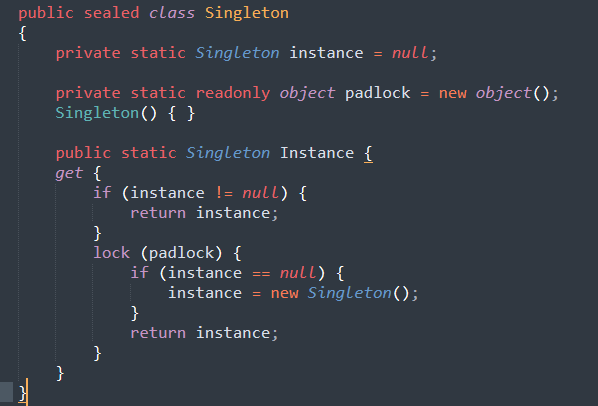 public sealed class Singleton
{
    private static Singleton instance = null;

    private static readonly object padlock = new object();
    Singleton() { }

    public static Singleton Instance {
    get {
        if (instance != null) {
            return instance;
        }
        lock (padlock) {
            if (instance == null) {
                instance = new Singleton();
            }
            return instance;
        }
    }
}